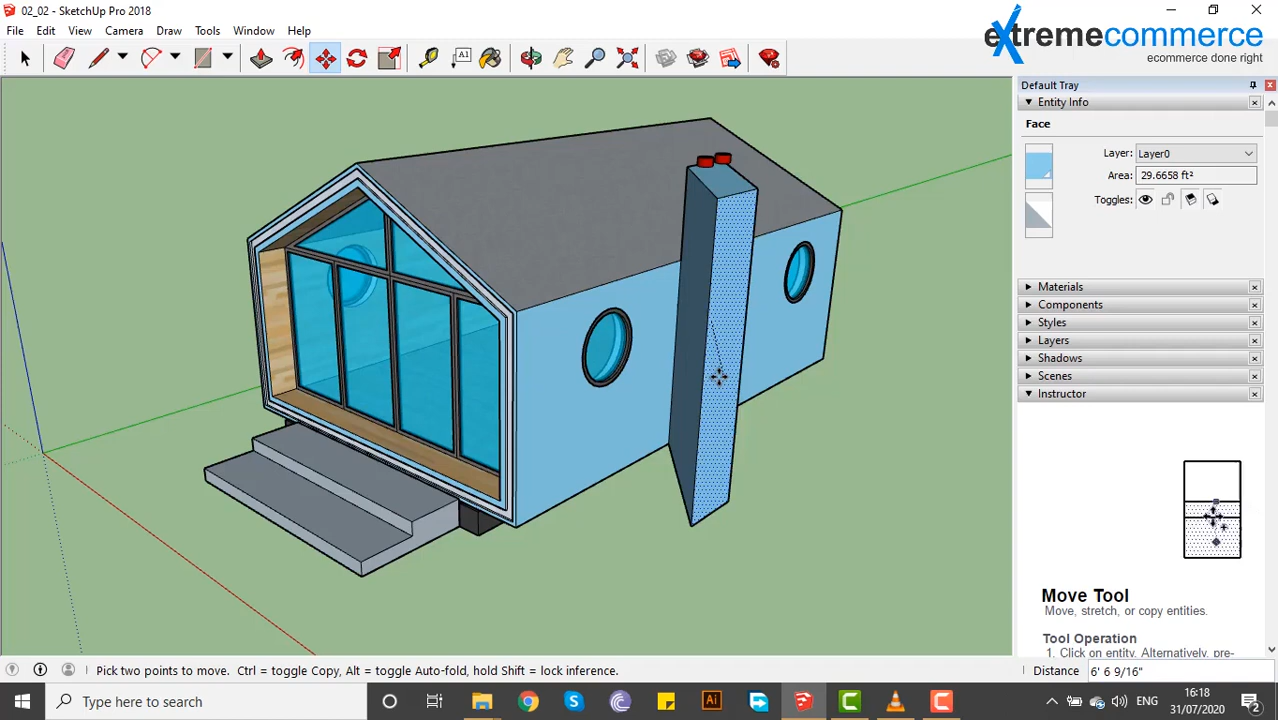 02_02 - SketchUp Pro 2018
extremecommerce
ecommerce done right
File Edit View Camera Draw Tools Window Help
A1
Default Tray
Entity Info
Face
Layer: Layer0
Area: 29.6658 ft²
Toggles:
Materials
Components
Styles
Layers
Shadows
Scenes
Instructor
Move Tool
Move, stretch, or copy entities.
Tool Operation
1. Click on entity. Alternatively, pre-
Pick two points to move. Ctrl = toggle Copy, Alt = toggle Auto-fold, hold Shift = lock inference.
Distance 6' 6 9/16"
Type here to search
Ai
ENG
16:18
31/07/2020
2